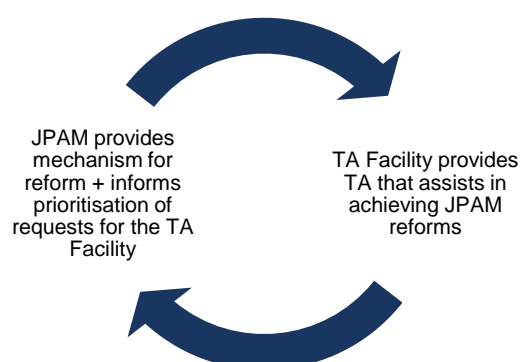 JPAM provides
mechanism for
reform + informs
prioritisation of
requests for the TA
Facility
TA Facility provides
TA that assists in
achieving JPAM
reforms